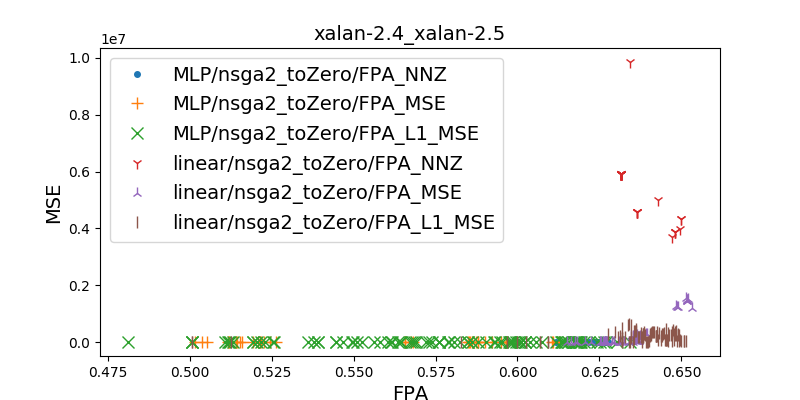 xalan-2.4_xalan-2.5
1e7
1.0
0.8
0.6
0.4
0.2
0.0
MSE
MLP/nsga2_toZero/FPA_NNZ
MLP/nsga2_toZero/FPA_MSE
MLP/nsga2_toZero/FPA_L1_MSE
linear/nsga2_toZero/FPA_NNZ
linear/nsga2_toZero/FPA_MSE
linear/nsga2_toZero/FPA_L1_MSE
0.475 0.500 0.525 0.550 0.575 0.600 0.625 0.650
FPA